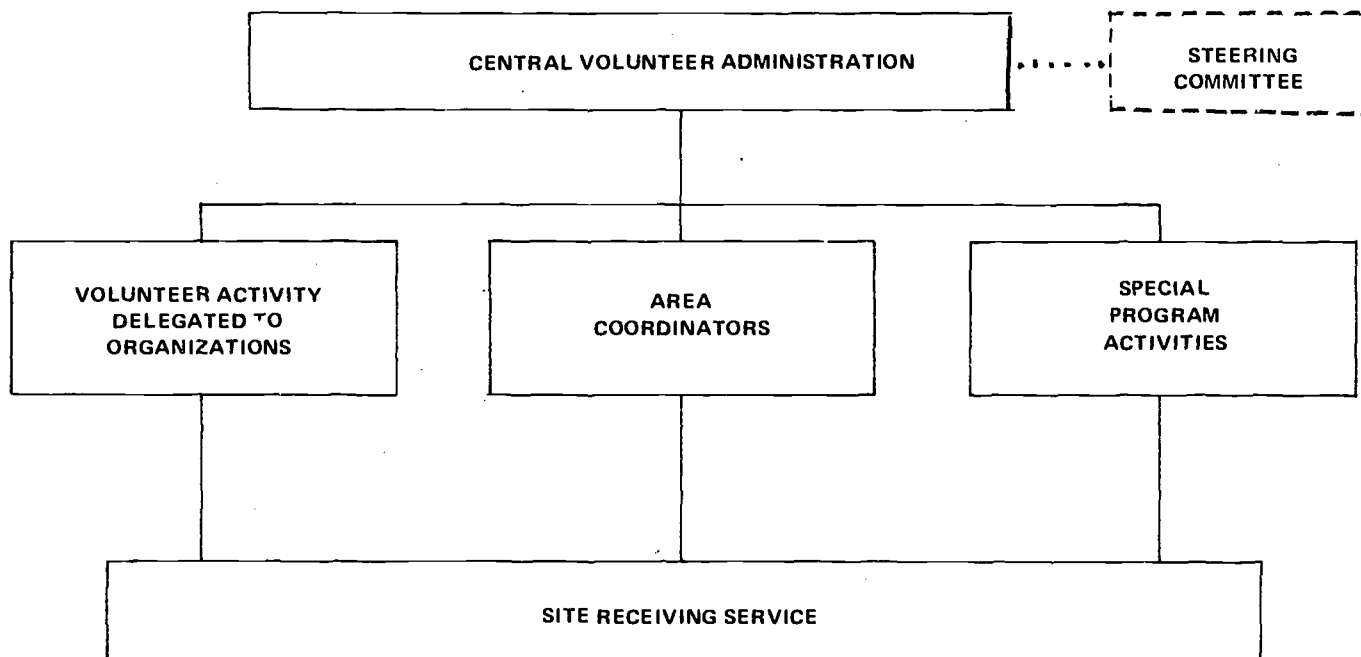 CENTRAL VOLUNTEER ADMINISTRATION
STEERING
COMMITTEE
VOLUNTEER ACTIVITY
DELEGATED TO
ORGANIZATIONS
AREA
COORDINATORS
SPECIAL
PROGRAM
ACTIVITIES
SITE RECEIVING SERVICE